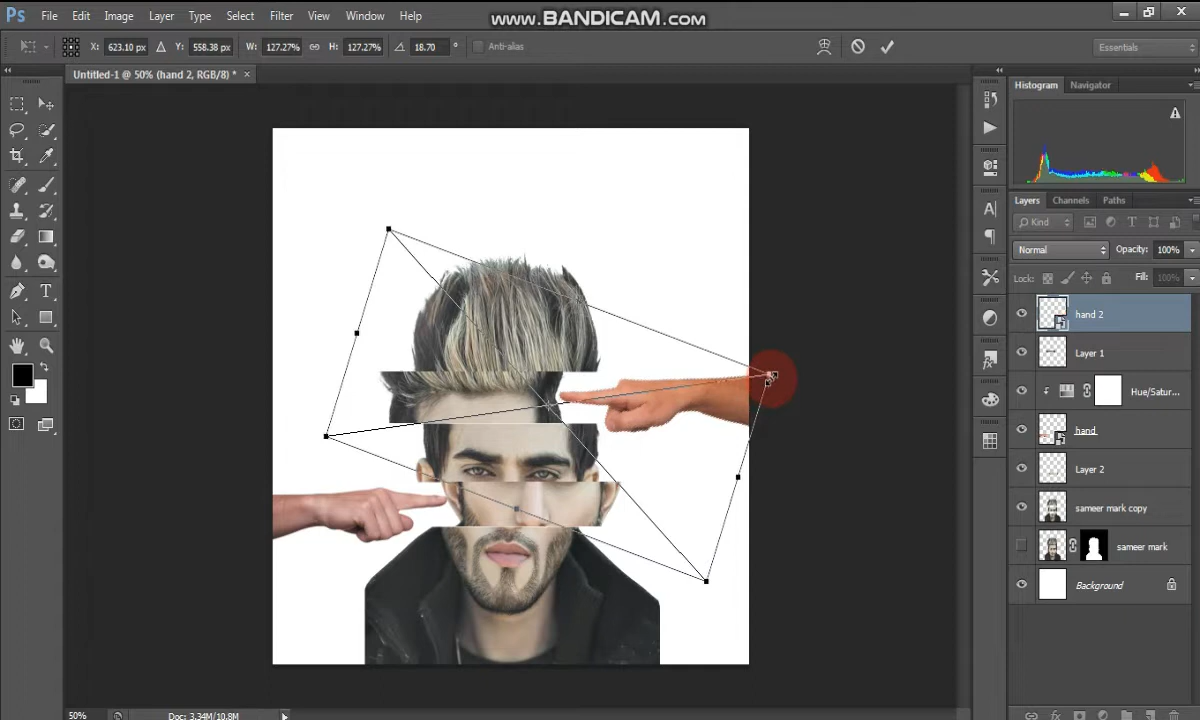 Ps File Edit Image Layer Type Select Filter View Window Help
www.BANDICAM.com
X: 623.10 px Y: 558.38 px W: 127.27% H: 127.27% 18.70 ° Anti-alias Essentials
Untitled-1 @ 50% (hand 2, RGB/8) * ×
Histogram Navigator
Layers Channels Paths
Kind
Normal Opacity: 100%
Lock: Fill: 100%
hand 2
Layer 1
Hue/Satur...
hand
Layer 2
sameer mark copy
sameer mark
Background
50% Doc: 3.34M/10.8M